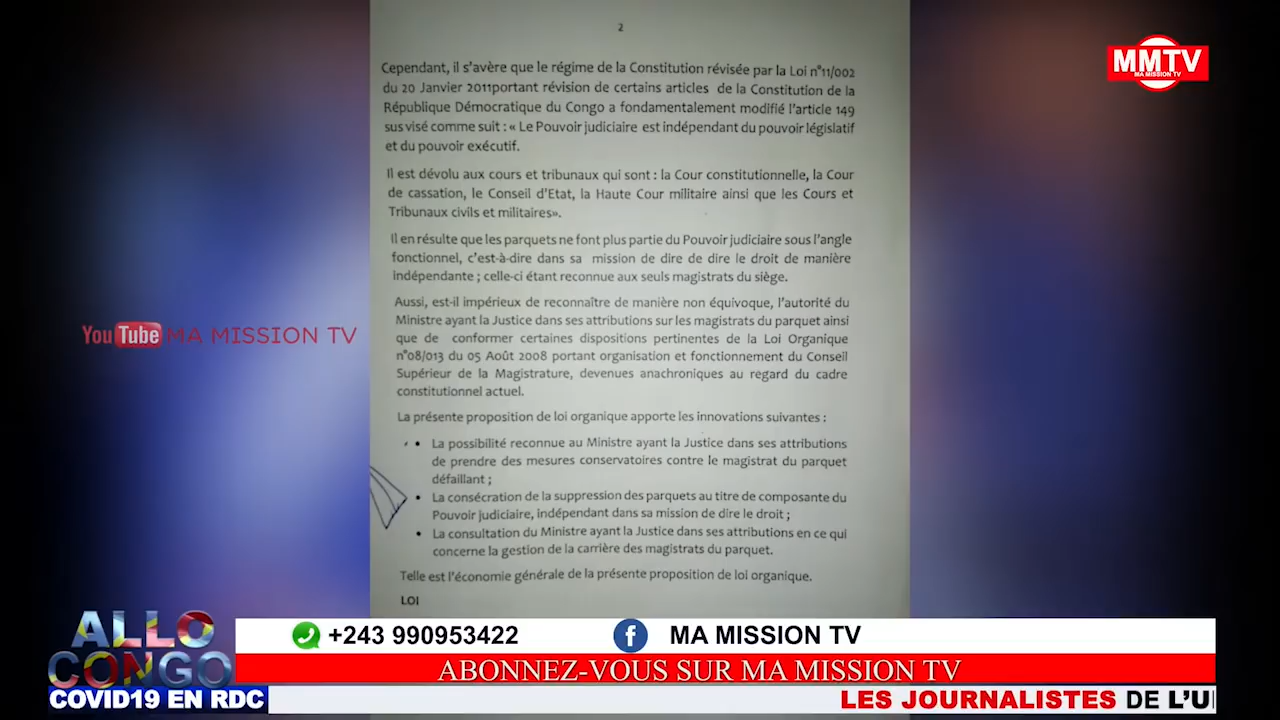 2
MMTV
MA MISSION TV
Cependant, il s'avère que le régime de la Constitution révisée par la Loi n°11/002
du 20 Janvier 2011portant révision de certains articles de la Constitution de la
République Démocratique du Congo a fondamentalement modifié l'article 149
sus visé comme suit : « Le Pouvoir judiciaire est indépendant du pouvoir législatif
et du pouvoir exécutif.
Il est dévolu aux cours et tribunaux qui sont : la Cour constitutionnelle, la Cour
de cassation, le Conseil d'Etat, la Haute Cour militaire ainsi que les Cours et
Tribunaux civils et militaires».
Il en résulte que les parquets ne font plus partie du Pouvoir judiciaire sous l'angle
fonctionnel, c'est-à-dire dans sa mission de dire de dire le droit de manière
indépendante ; celle-ci étant reconnue aux seuls magistrats du siège.
Aussi, est-il impérieux de reconnaître de manière non équivoque, l'autorité du
Ministre ayant la Justice dans ses attributions sur les magistrats du parquet ainsi
que de conformer certaines dispositions pertinentes de la Loi Organique
n°08/013 du 05 Août 2008 portant organisation et fonctionnement du Conseil
Supérieur de la Magistrature, devenues anachroniques au regard du cadre
constitutionnel actuel.
You Tube MA MISSION TV
La présente proposition de loi organique apporte les innovations suivantes :
• La possibilité reconnue au Ministre ayant la Justice dans ses attributions
de prendre des mesures conservatoires contre le magistrat du parquet
défaillant ;
• La consécration de la suppression des parquets au titre de composante du
Pouvoir judiciaire, indépendant dans sa mission de dire le droit ;
• La consultation du Ministre ayant la Justice dans ses attributions en ce qui
concerne la gestion de la carrière des magistrats du parquet.
Telle est l'économie générale de la présente proposition de loi organique.
LOI
ALLO
CONGO
+243 990953422
MA MISSION TV
ABONNEZ-VOUS SUR MA MISSION TV
COVID19 EN RDC
LES JOURNALISTES DE L'U